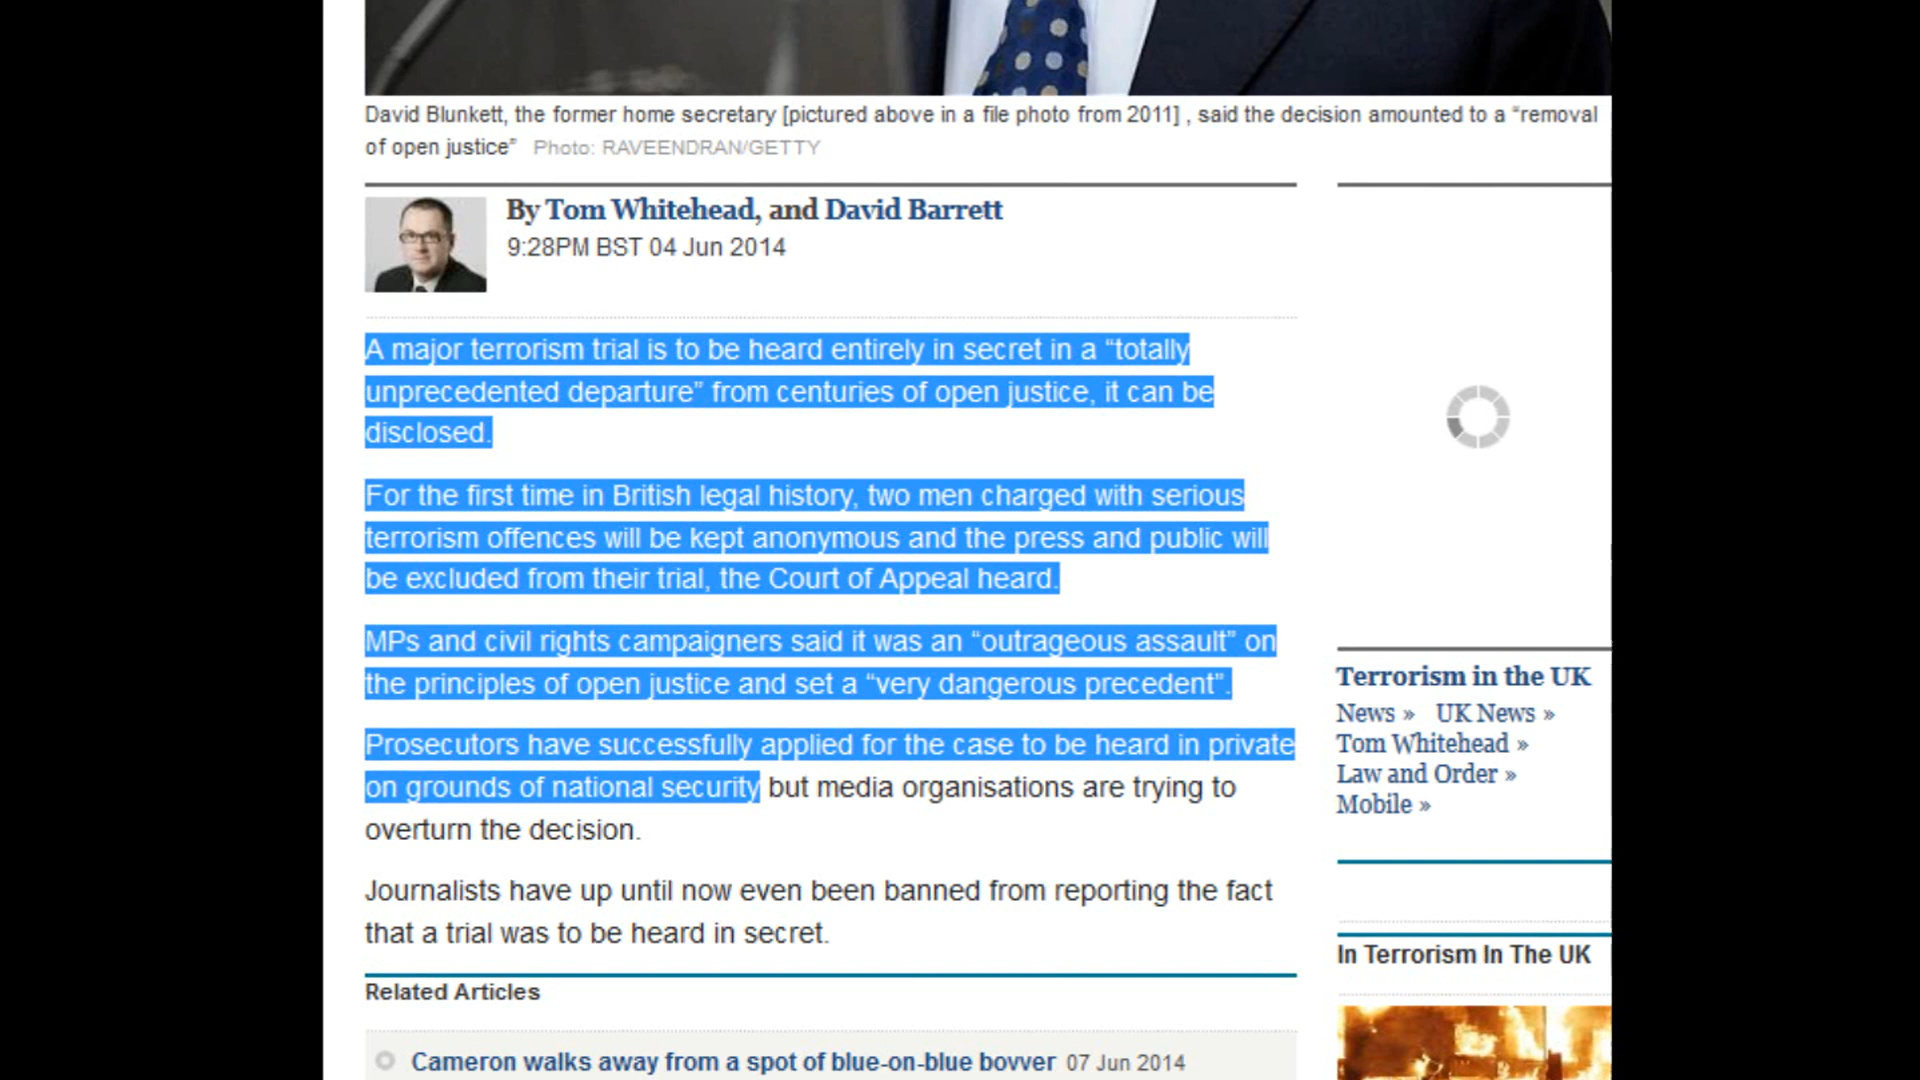 David Blunkett, the former home secretary [pictured above in a file photo from 2011] , said the decision amounted to a “removal
of open justice” Photo: RAVEENDRAN/GETTY
By Tom Whitehead, and David Barrett
9:28PM BST 04 Jun 2014
A major terrorism trial is to be heard entirely in secret in a “totally
unprecedented departure” from centuries of open justice, it can be
disclosed.
For the first time in British legal history, two men charged with serious
terrorism offences will be kept anonymous and the press and public will
be excluded from their trial, the Court of Appeal heard.
MPs and civil rights campaigners said it was an “outrageous assault” on
the principles of open justice and set a “very dangerous precedent”.
Prosecutors have successfully applied for the case to be heard in private
on grounds of national security but media organisations are trying to
overturn the decision.
Journalists have up until now even been banned from reporting the fact
that a trial was to be heard in secret.
Related Articles
Cameron walks away from a spot of blue-on-blue bovver 07 Jun 2014
Terrorism in the UK
News » UK News »
Tom Whitehead »
Law and Order »
Mobile »
In Terrorism In The UK